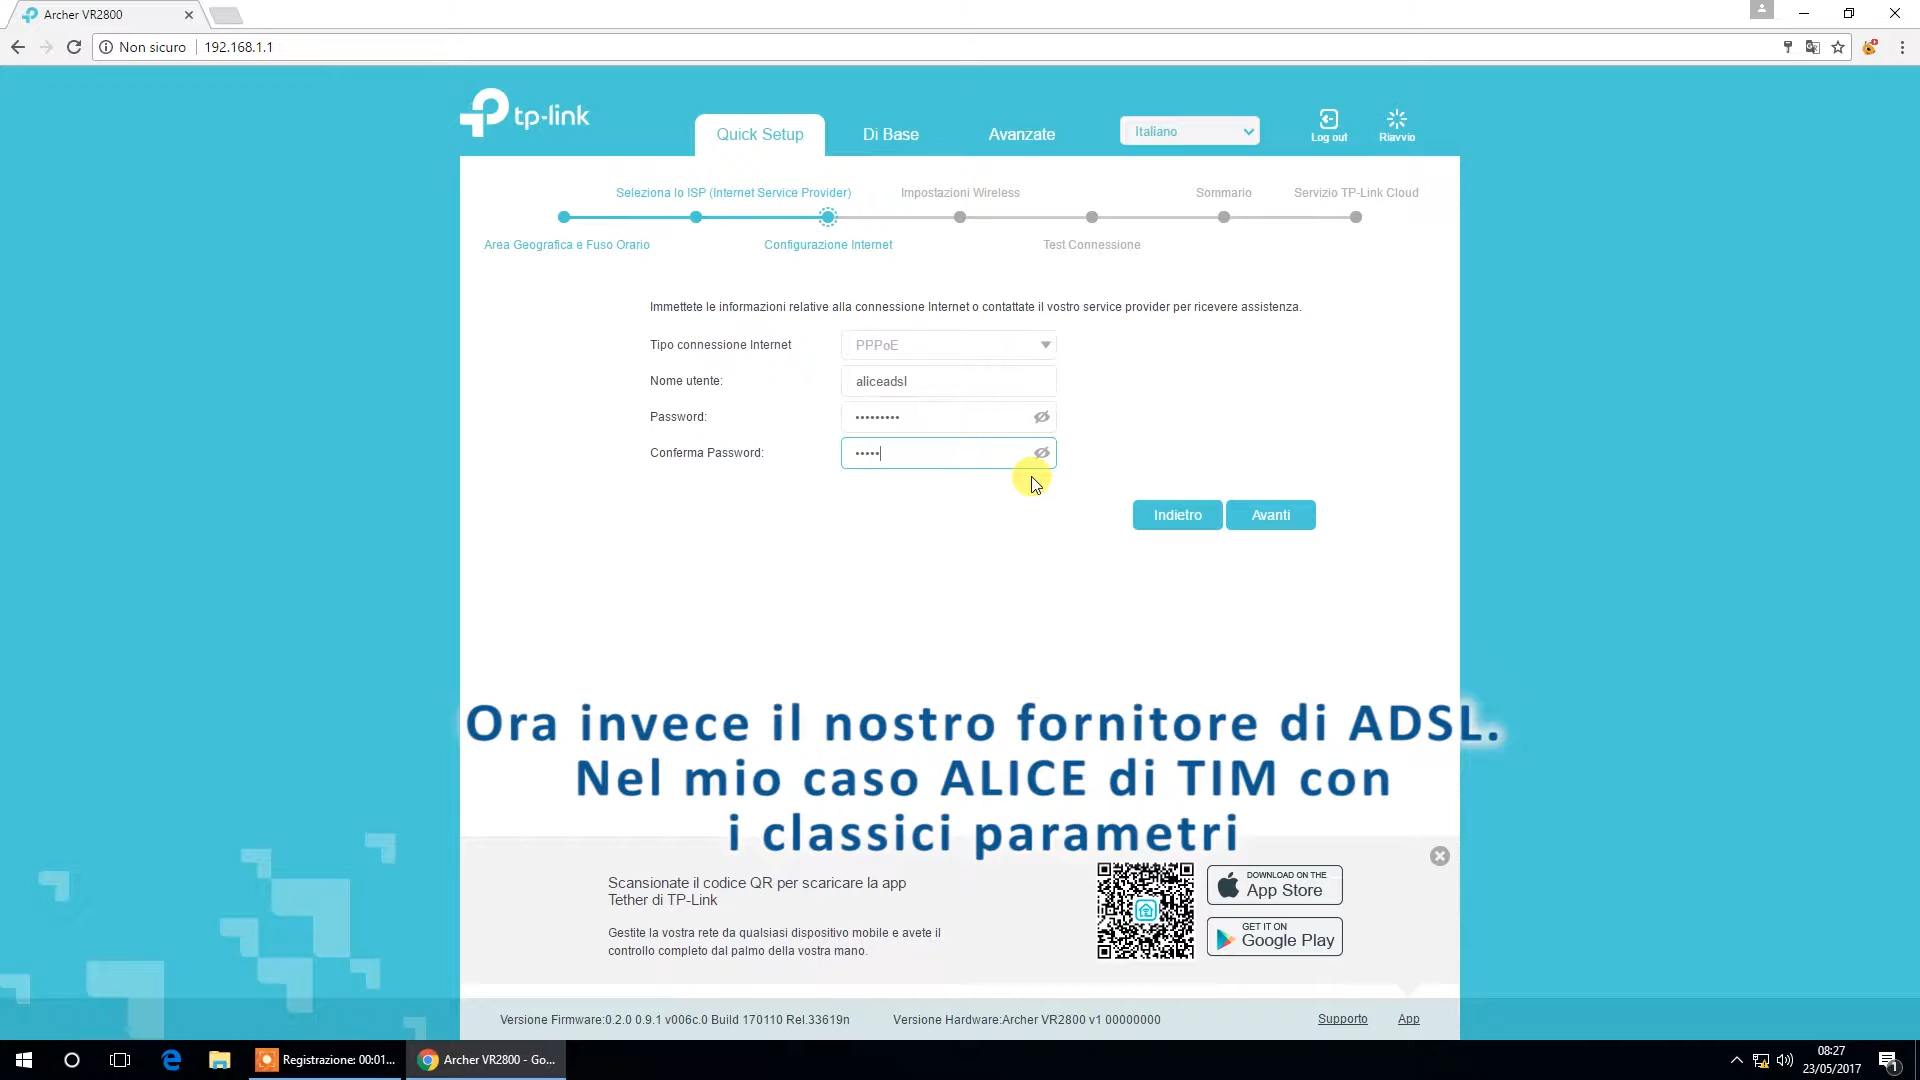 Archer VR2800
Non sicuro
192.168.1.1
tp-link
Quick Setup
Di Base
Avanzate
Italiano
Log out
Riavvio
Seleziona lo ISP (Internet Service Provider)
Impostazioni Wireless
Sommario
Servizio TP-Link Cloud
Area Geografica e Fuso Orario
Configurazione Internet
Test Connessione
Immettete le informazioni relative alla connessione Internet o contattate il vostro service provider per ricevere assistenza.
Tipo connessione Internet
PPPoE
Nome utente:
aliceadsl
Password:
•••••••••
Conferma Password:
•••••
Indietro
Avanti
Ora invece il nostro fornitore di ADSL.
Nel mio caso ALICE di TIM con
i classici parametri
Scansionate il codice QR per scaricare la app
Tether di TP-Link
Gestite la vostra rete da qualsiasi dispositivo mobile e avete il
controllo completo dal palmo della vostra mano.
DOWNLOAD ON THE
App Store
GET IT ON
Google Play
Versione Firmware:0.2.0 0.9.1 v006c.0 Build 170110 Rel.33619n
Versione Hardware:Archer VR2800 v1 00000000
Supporto
App
Registrazione: 00:01...
Archer VR2800 - Go...
08:27
23/05/2017
1